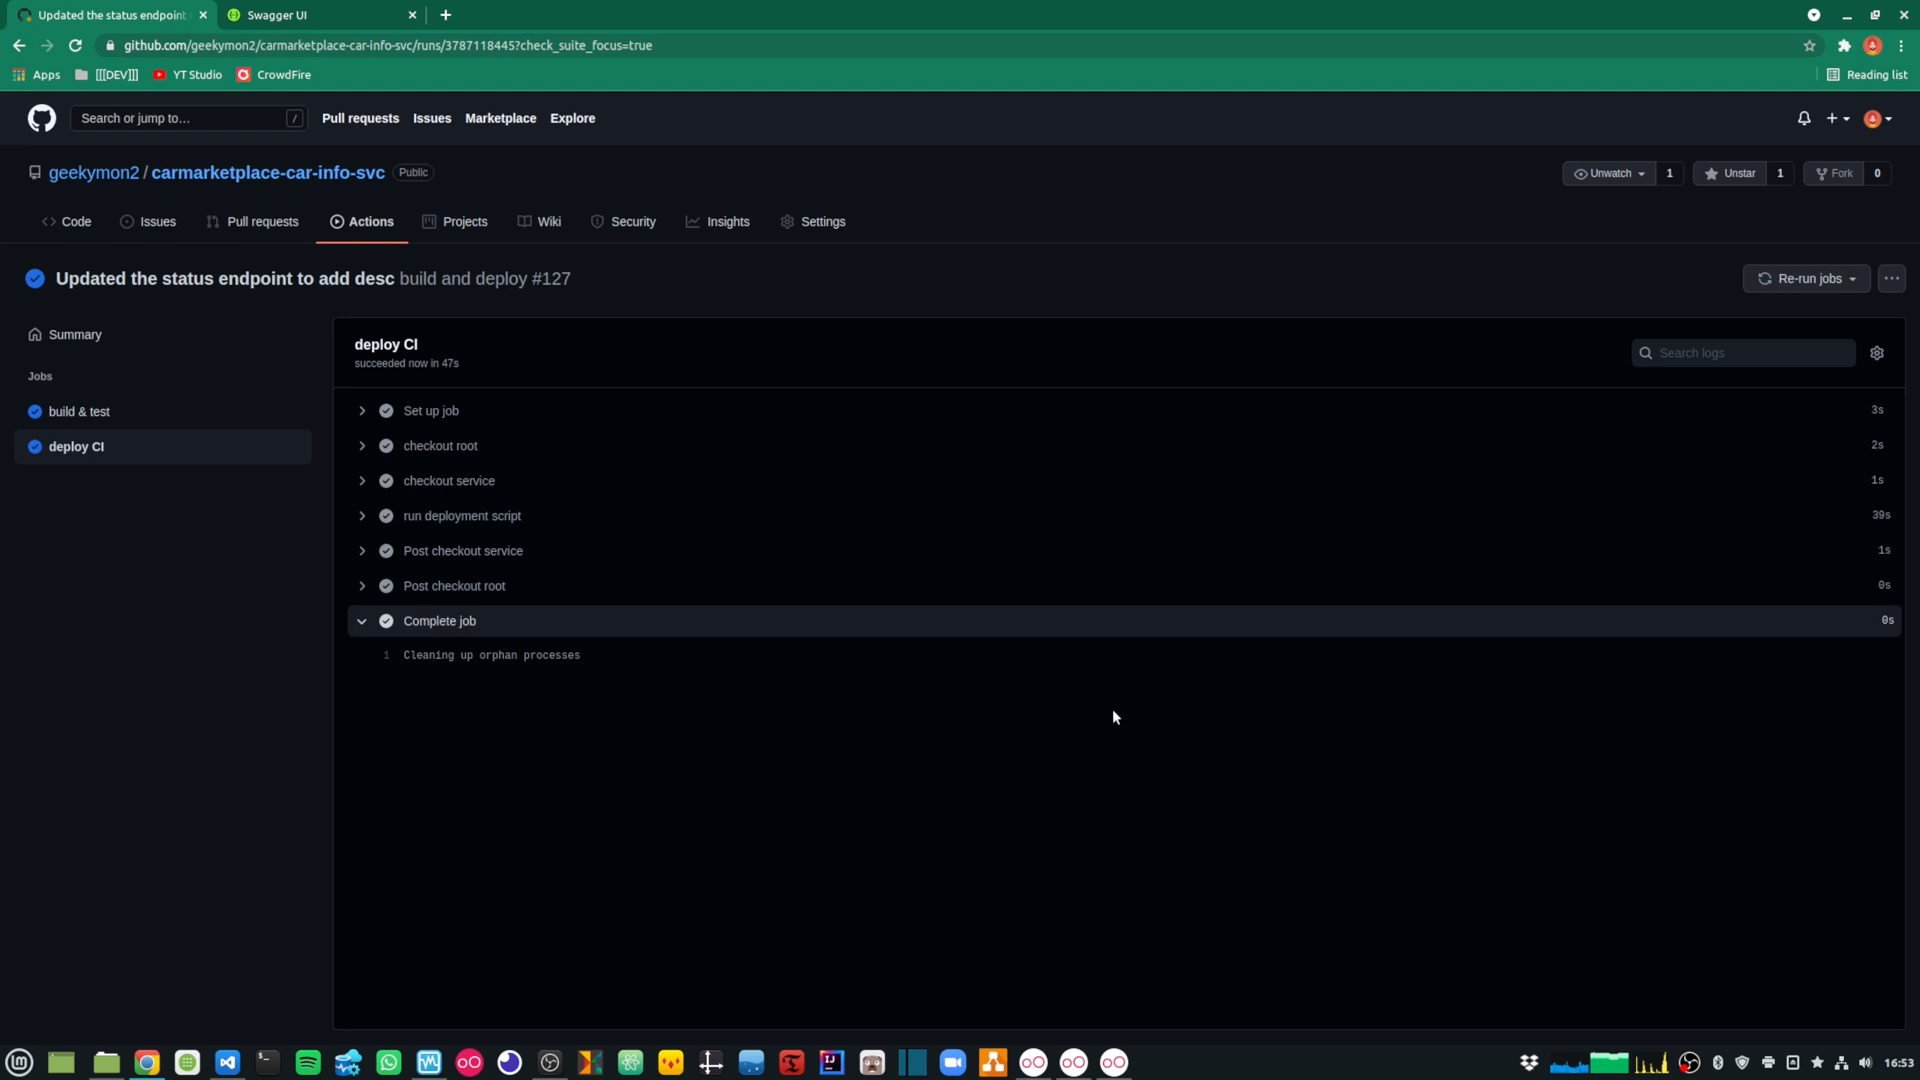 Updated the status endpoint
Swagger UI
github.com/geekymon2/carmarketplace-car-info-svc/runs/3787118445?check_suite_focus=true
Apps
[[[DEV]]]
YT Studio
CrowdFire
Reading list
Search or jump to…
/
Pull requests
Issues
Marketplace
Explore
geekymon2/carmarketplace-car-info-svc
Public
Unwatch
1
Unstar
1
Fork
0
Code
Issues
Pull requests
Actions
Projects
Wiki
Security
Insights
Settings
Updated the status endpoint to add desc build and deploy #127
Re-run jobs
Summary
Jobs
build & test
deploy CI
deploy CI
succeeded now in 47s
Search logs
Set up job 3s
checkout root 2s
checkout service 1s
run deployment script 39s
Post checkout service 1s
Post checkout root 0s
Complete job 0s
1 Cleaning up orphan processes
16:53